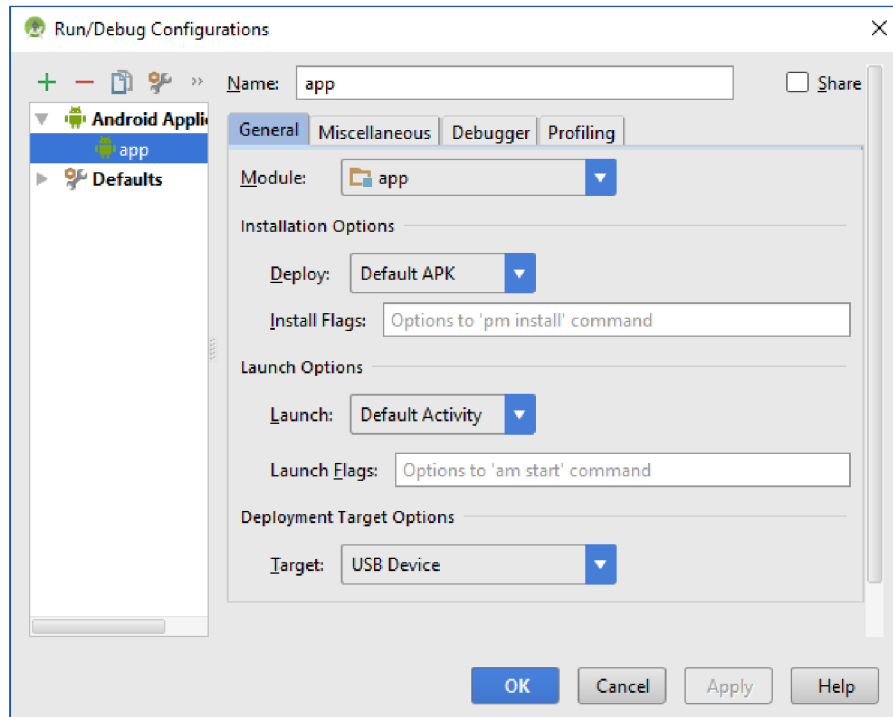 Run/Debug Configurations
Name: app
Share
Android Appli
app
Defaults
General Miscellaneous Debugger Profiling
Module: app
Installation Options
Deploy: Default APK
Install Flags: Options to 'pm install' command
Launch Options
Launch: Default Activity
Launch Flags: Options to 'am start' command
Deployment Target Options
Target: USB Device
OK Cancel Apply Help